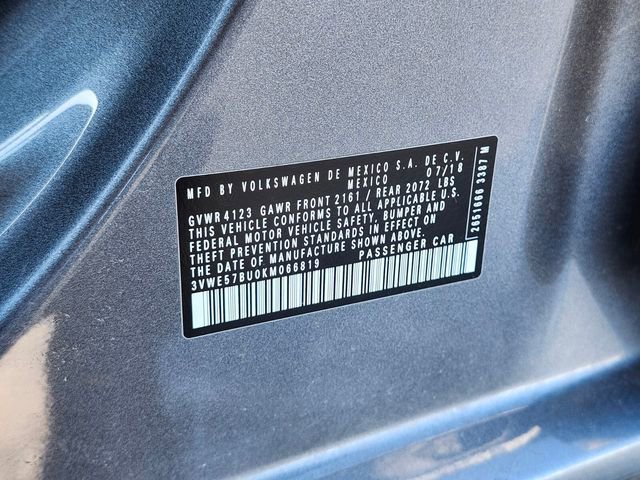 MFD BY VOLKSWAGEN DE MEXICO S.A. DE C.V.
MEXICO 07/18
GVWR 4123 GAWR FRONT 2161 / REAR 2072 LBS
THIS VEHICLE CONFORMS TO ALL / APPLICABLE U.S.
FEDERAL MOTOR VEHICLE SAFETY, BUMPER AND
THEFT PREVENTION STANDARDS IN EFFECT ON
THE DATE OF MANUFACTURE SHOWN ABOVE.
3VWE57BU0KM066819 PASSENGER CAR
2651666 3387 M